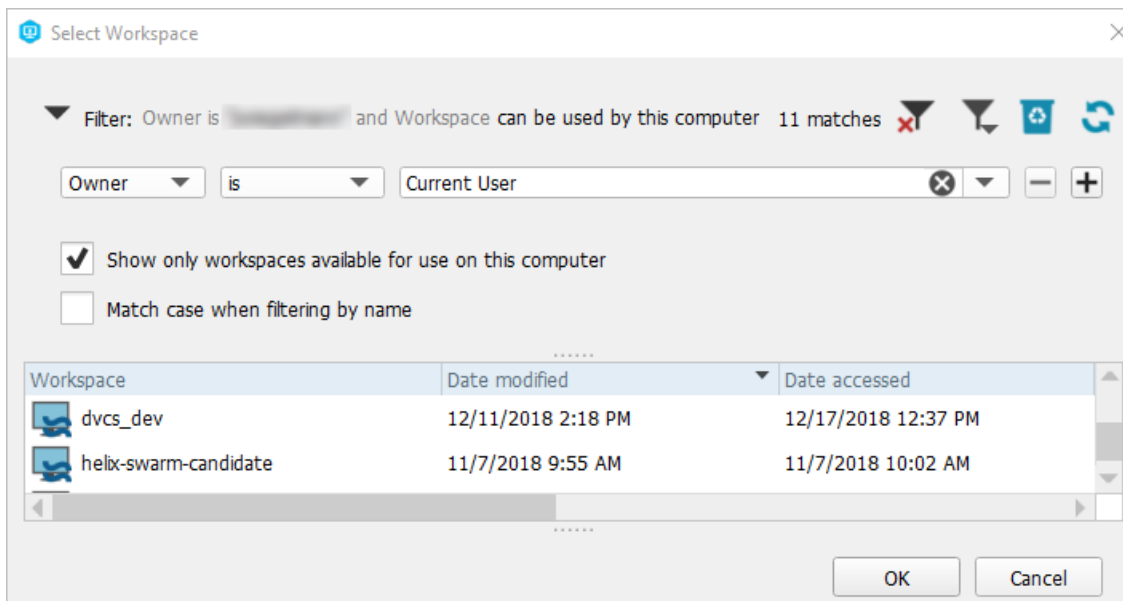 Select Workspace
Filter: Owner is and Workspace can be used by this computer 11 matches
Owner is Current User
Show only workspaces available for use on this computer
Match case when filtering by name
Workspace Date modified Date accessed
dvcs_dev 12/11/2018 2:18 PM 12/17/2018 12:37 PM
helix-swarm-candidate 11/7/2018 9:55 AM 11/7/2018 10:02 AM
OK Cancel